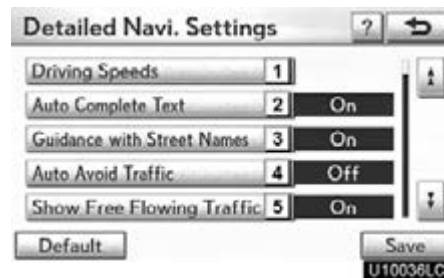 Detailed Navi. Settings ?
Driving Speeds 1
Auto Complete Text 2 On
Guidance with Street Names 3 On
Auto Avoid Traffic 4 Off
Show Free Flowing Traffic 5 On
Default Save
U10036LC